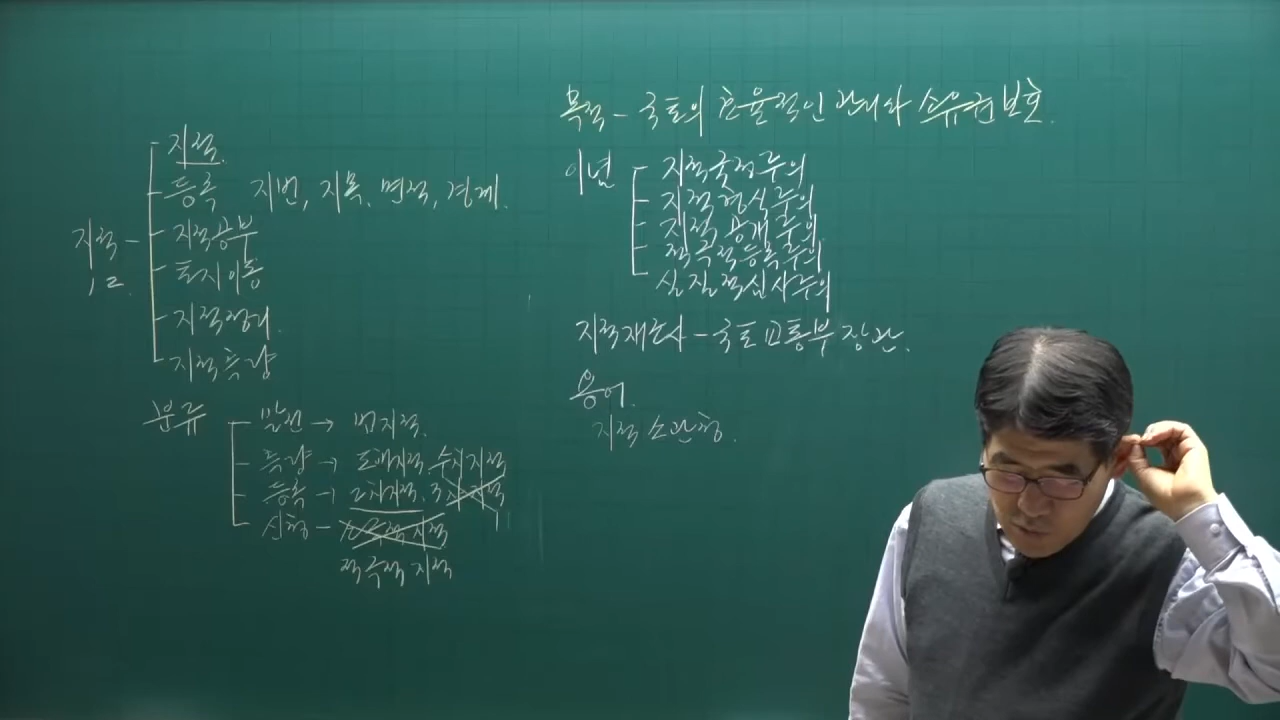 지적
등록 지번, 지목, 면적, 경계.
지적공부
지적 -
토지이동
12.
지적정리
지적측량
분류
발전 → 법지적.
측량 → 도해지적, 수치지적
등록 → 2차지적, 3차지적
신청 - 소극적지적
적극적 지적
목적 - 국토의 효율적인 관리와 소유권 보호.
이념
지적국정주의
지적형식주의
지적공개주의
적극적등록주의
실질적심사주의
지적재조사 - 국토교통부 장관.
용어.
지적소관청.